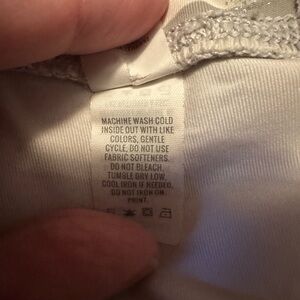 MACHINE WASH COLD
INSIDE OUT WITH LIKE
COLORS, GENTLE
CYCLE, DO NOT USE
FABRIC SOFTENERS.
DO NOT BLEACH,
TUMBLE DRY LOW,
COOL IRON IF NEEDED,
DO NOT IRON ON
PRINT.